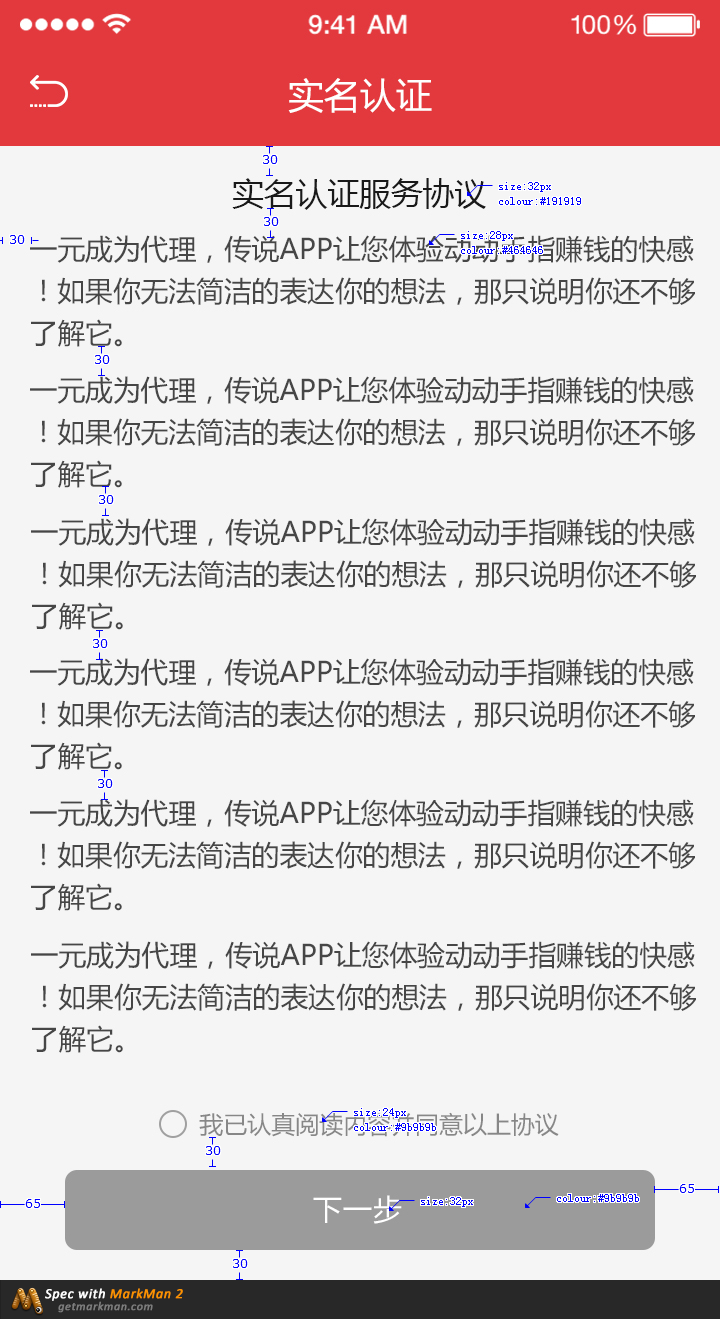 9:41 AM
100%
实名认证
30
实名认证服务协议
size:32px
colour:#191919
30
30
size:28px
colour:#464646
一元成为代理，传说APP让您体验动动手指赚钱的快感
！如果你无法简洁的表达你的想法，那只说明你还不够
了解它。
30
一元成为代理，传说APP让您体验动动手指赚钱的快感
！如果你无法简洁的表达你的想法，那只说明你还不够
了解它。
30
一元成为代理，传说APP让您体验动动手指赚钱的快感
！如果你无法简洁的表达你的想法，那只说明你还不够
了解它。
30
一元成为代理，传说APP让您体验动动手指赚钱的快感
！如果你无法简洁的表达你的想法，那只说明你还不够
了解它。
30
一元成为代理，传说APP让您体验动动手指赚钱的快感
！如果你无法简洁的表达你的想法，那只说明你还不够
了解它。
一元成为代理，传说APP让您体验动动手指赚钱的快感
！如果你无法简洁的表达你的想法，那只说明你还不够
了解它。
size:24px
我已认真阅读内容并同意以上协议
colour:#9b9b9b
30
65
65
下一步
size:32px
colour:#9b9b9b
30
Spec with MarkMan 2
getmarkman.com